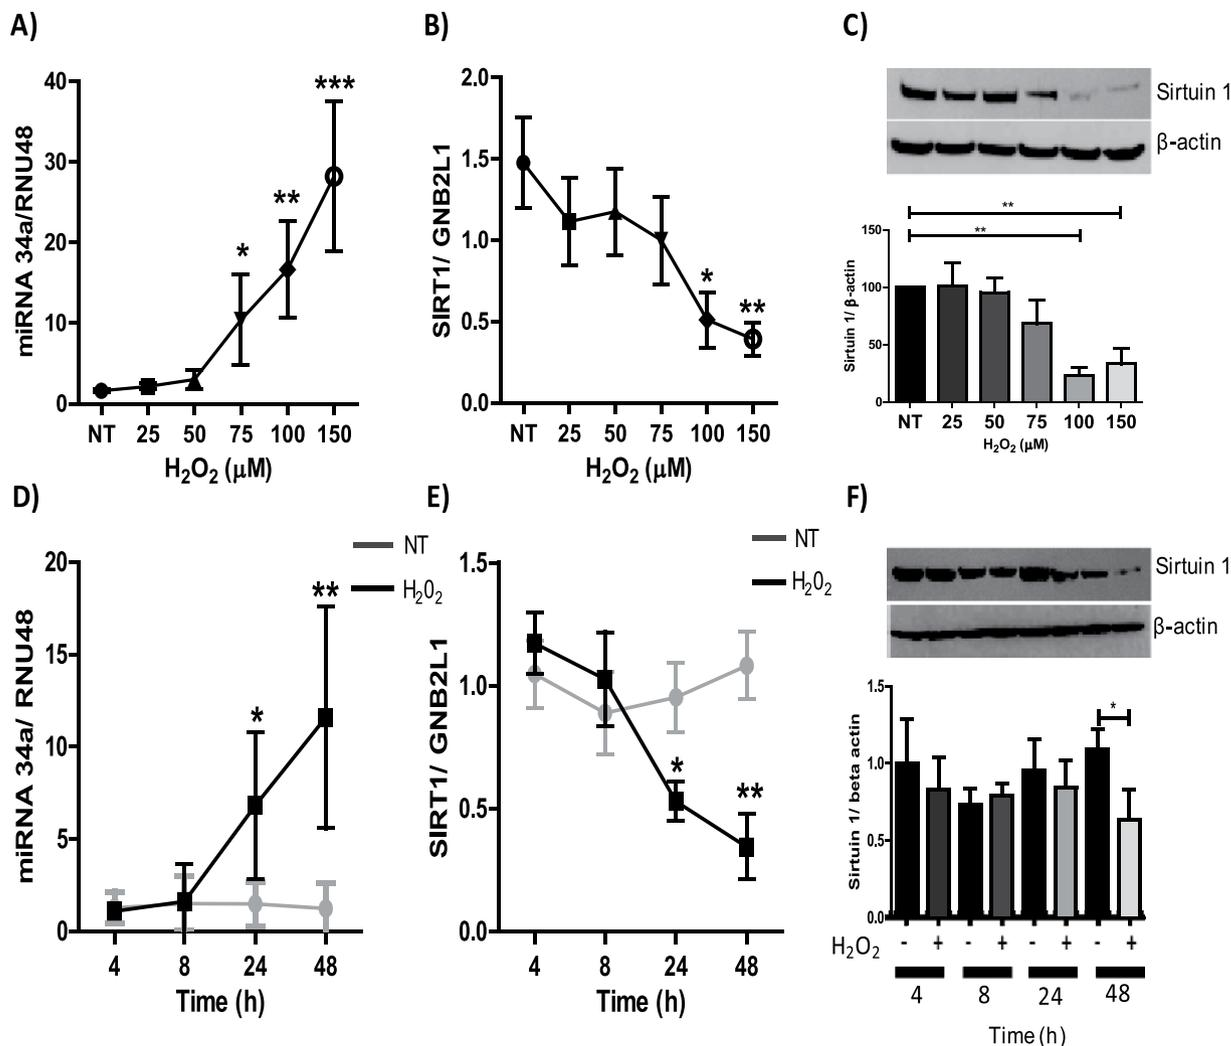 A)
miRNA 34a/RNU48
40
30
20
10
0
*
**
***
NT 25 50 75 100 150
H₂O₂ (µM)
B)
SIRT1/ GNB2L1
2.0
1.5
1.0
0.5
0.0
*
**
NT 25 50 75 100 150
H₂O₂ (µM)
C)
Sirtuin 1
β-actin
**
**
Sirtuin 1/ β-actin
150
100
50
0
NT 25 50 75 100 150
H₂O₂ (µM)
D)
NT
H₂0₂
miRNA 34a/ RNU48
20
15
10
5
0
*
**
4 8 24 48
Time (h)
E)
NT
H₂0₂
SIRT1/ GNB2L1
1.5
1.0
0.5
0.0
*
**
4 8 24 48
Time (h)
F)
Sirtuin 1
β-actin
Sirtuin 1/ beta actin
1.5
1.0
0.5
0.0
*
H₂O₂ - + - + - + - +
4 8 24 48
Time (h)